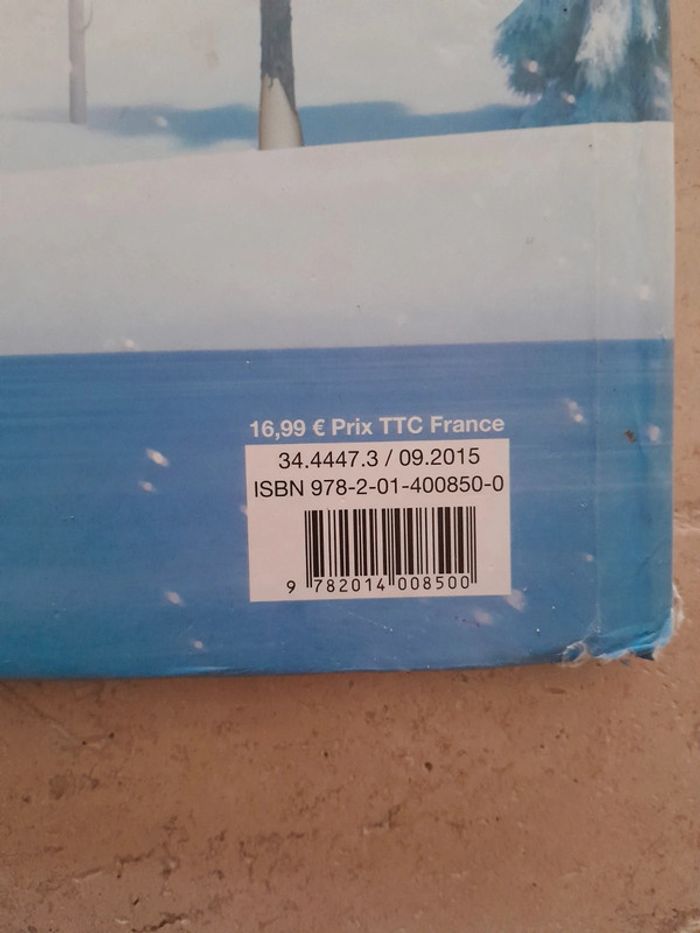 16,99 € Prix TTC France
34.4447.3 / 09.2015
ISBN 978-2-01-400850-0
9 782014 008500